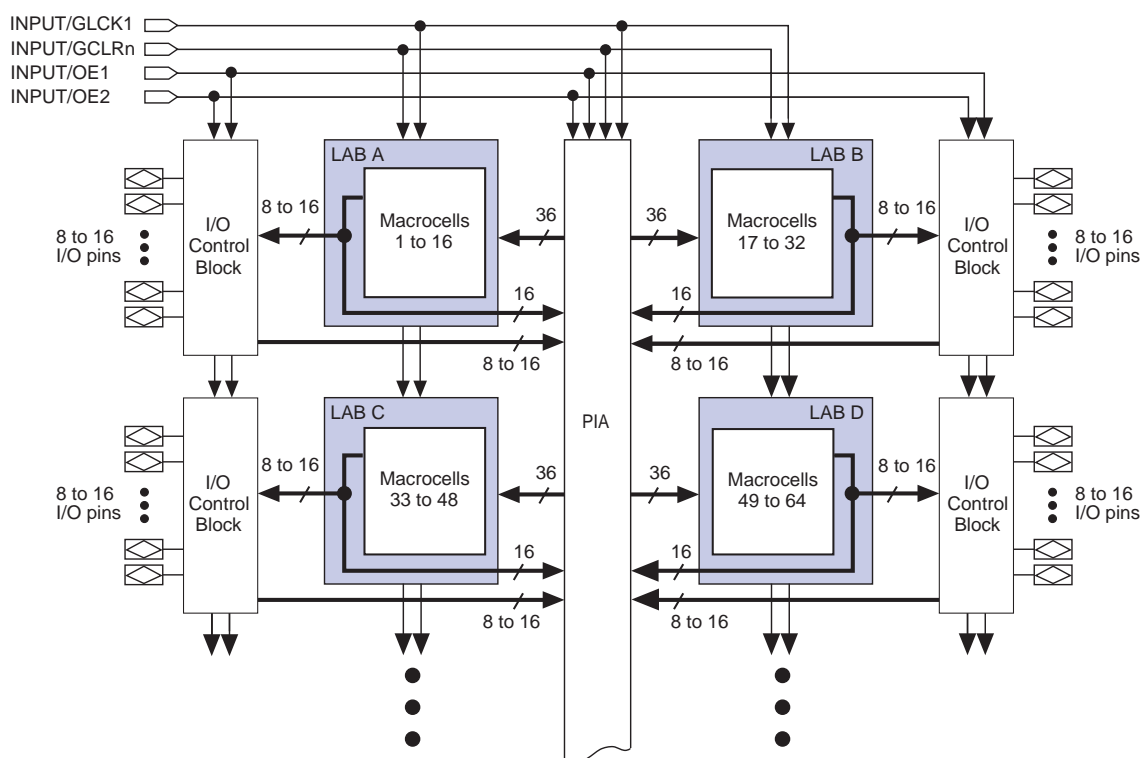 INPUT/GLCK1
INPUT/GCLRn
INPUT/OE1
INPUT/OE2
LAB A
LAB B
8 to 16
I/O pins
I/O
Control
Block
8 to 16
Macrocells
1 to 16
36
36
Macrocells
17 to 32
8 to 16
I/O
Control
Block
8 to 16
I/O pins
16
16
8 to 16
8 to 16
PIA
LAB C
LAB D
8 to 16
I/O pins
I/O
Control
Block
8 to 16
Macrocells
33 to 48
36
36
Macrocells
49 to 64
8 to 16
I/O
Control
Block
8 to 16
I/O pins
16
16
8 to 16
8 to 16